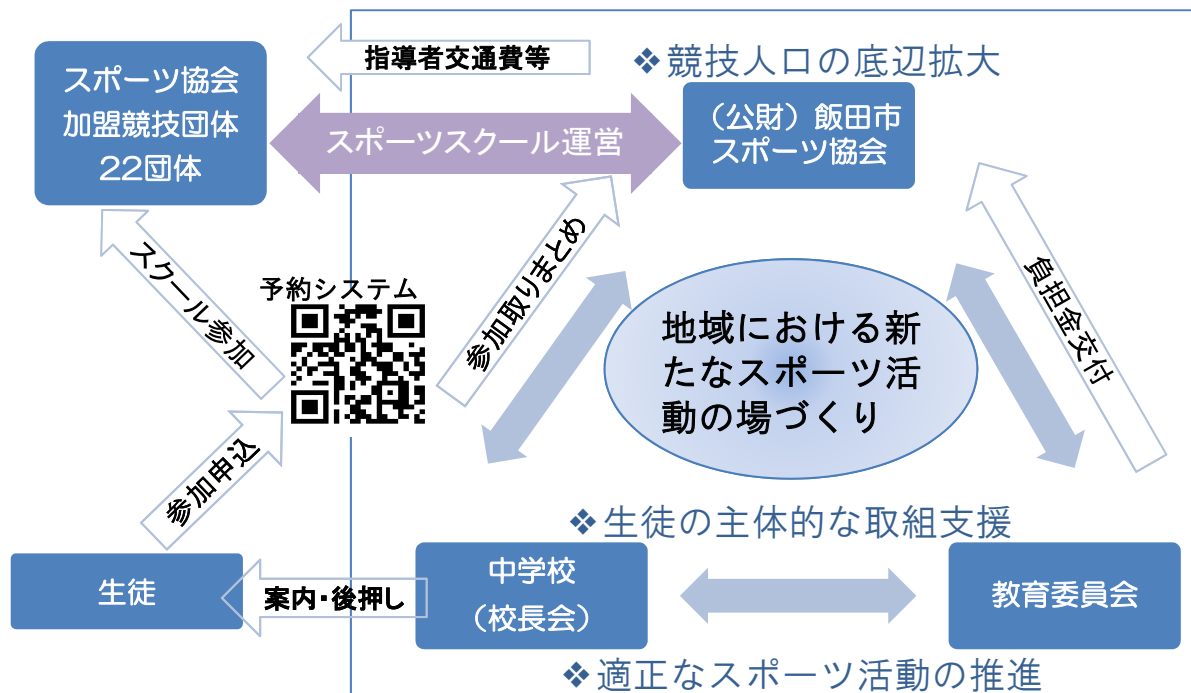 指導者交通費等
❖競技人口の底辺拡大
スポーツ協会
加盟競技団体
22団体
スポーツスクール運営
（公財）飯田市
スポーツ協会
スクール参加
予約システム
参加取りまとめ
地域における新
たなスポーツ活
動の場づくり
負担金交付
参加申込
❖生徒の主体的な取組支援
生徒
案内・後押し
中学校
（校長会）
教育委員会
❖適正なスポーツ活動の推進